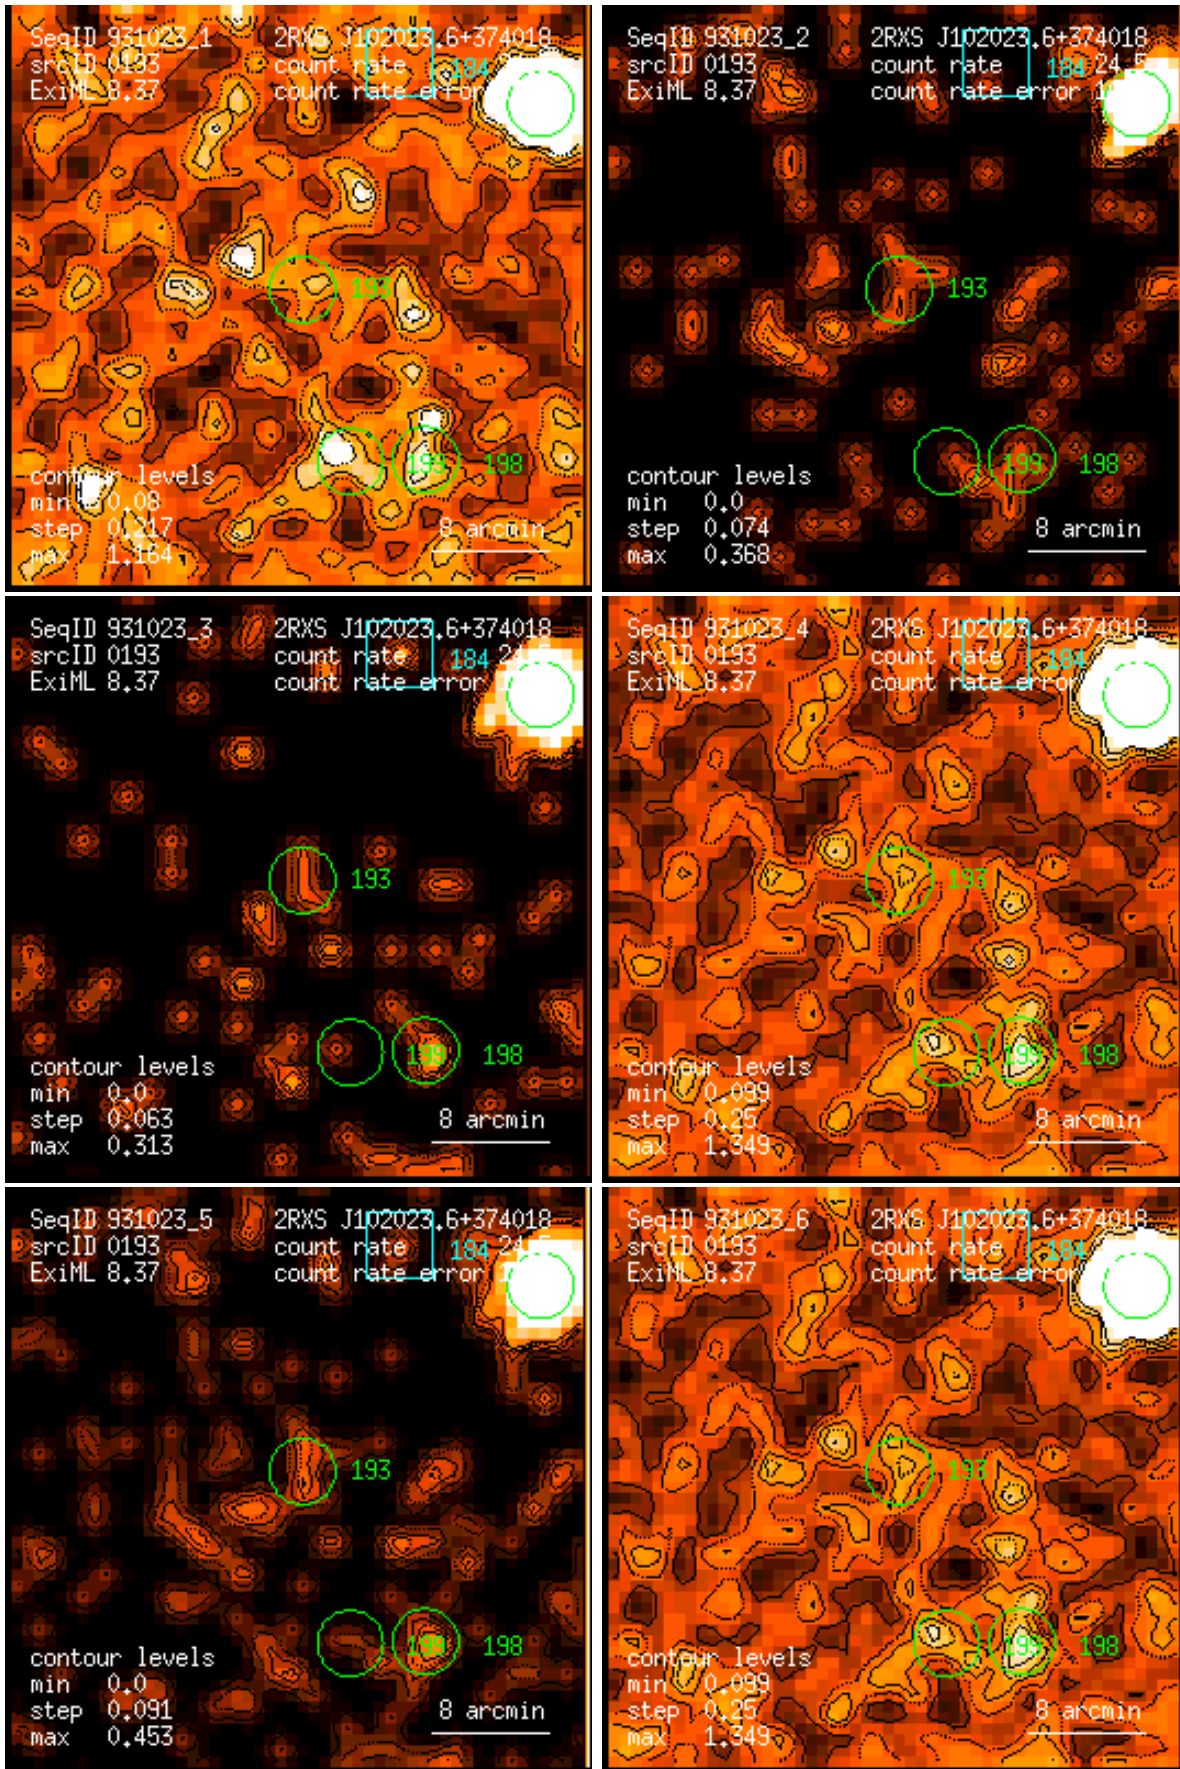 SeqID 931023_1 2RXS J102023.6+374018
srcID 0193 count rate 184
ExiML 8.37 count rate error
193
199 198
contour levels
min 0.08
step 0.217 8 arcmin
max 1.164
SeqID 931023_2 2RXS J102023.6+374018
srcID 0193 count rate 184
ExiML 8.37 count rate error
193
199 198
contour levels
min 0.0
step 0.074 8 arcmin
max 0.368
SeqID 931023_3 2RXS J102023.6+374018
srcID 0193 count rate 184
ExiML 8.37 count rate error
193
199 198
contour levels
min 0.0
step 0.063 8 arcmin
max 0.313
SeqID 931023_4 2RXS J102023.6+374018
srcID 0193 count rate 184
ExiML 8.37 count rate error
193
199 198
contour levels
min 0.099
step 0.25 8 arcmin
max 1.349
SeqID 931023_5 2RXS J102023.6+374018
srcID 0193 count rate 184
ExiML 8.37 count rate error
193
199 198
contour levels
min 0.0
step 0.091 8 arcmin
max 0.453
SeqID 931023_6 2RXS J102023.6+374018
srcID 0193 count rate 184
ExiML 8.37 count rate error
193
199 198
contour levels
min 0.099
step 0.25 8 arcmin
max 1.349